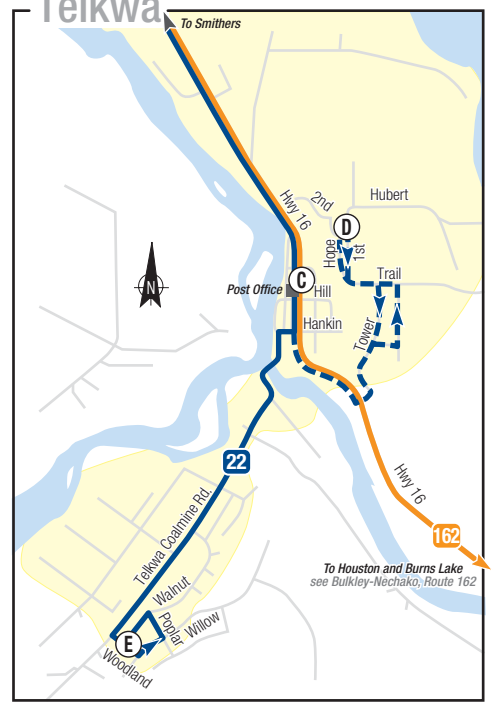 Telkwa
To Smithers
Hwy 16
2nd
Hubert
D
Hope
1st
Trail
C
Post Office
Hill
N
Hankin
Tower
22
Hwy 16
Telkwa Coalmine Rd.
162
To Houston and Burns Lake
see Bulkley-Nechako, Route 162
Walnut
Poplar
Willow
E
Woodland